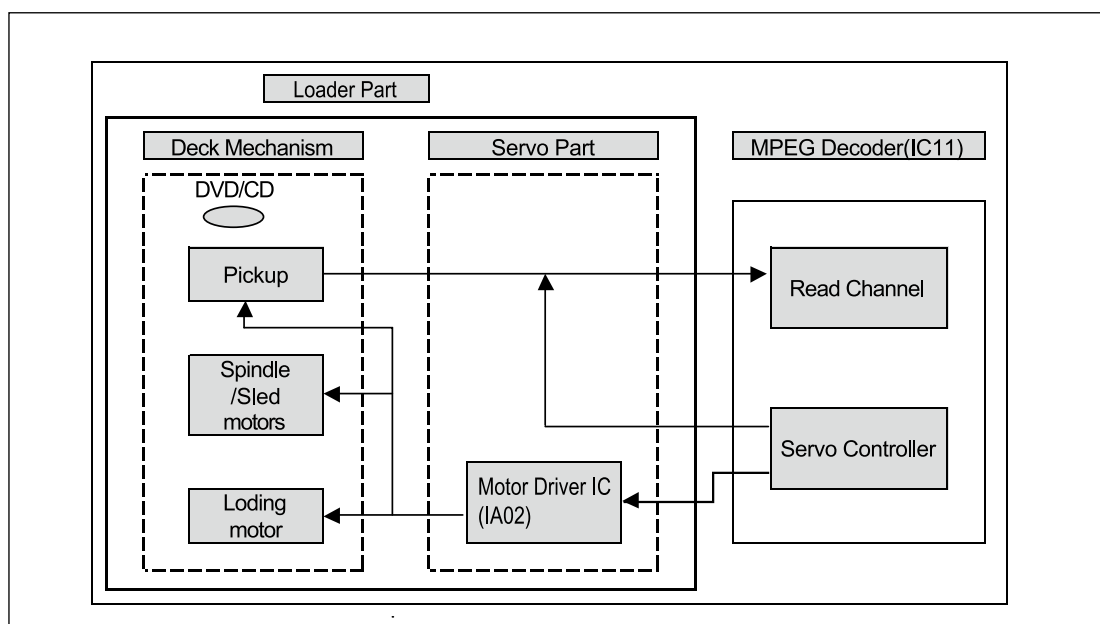 Loader Part
Deck Mechanism
Servo Part
MPEG Decoder(IC11)
DVD/CD
Pickup
Read Channel
Spindle
/Sled
motors
Servo Controller
Motor Driver IC
(IA02)
Loding
motor